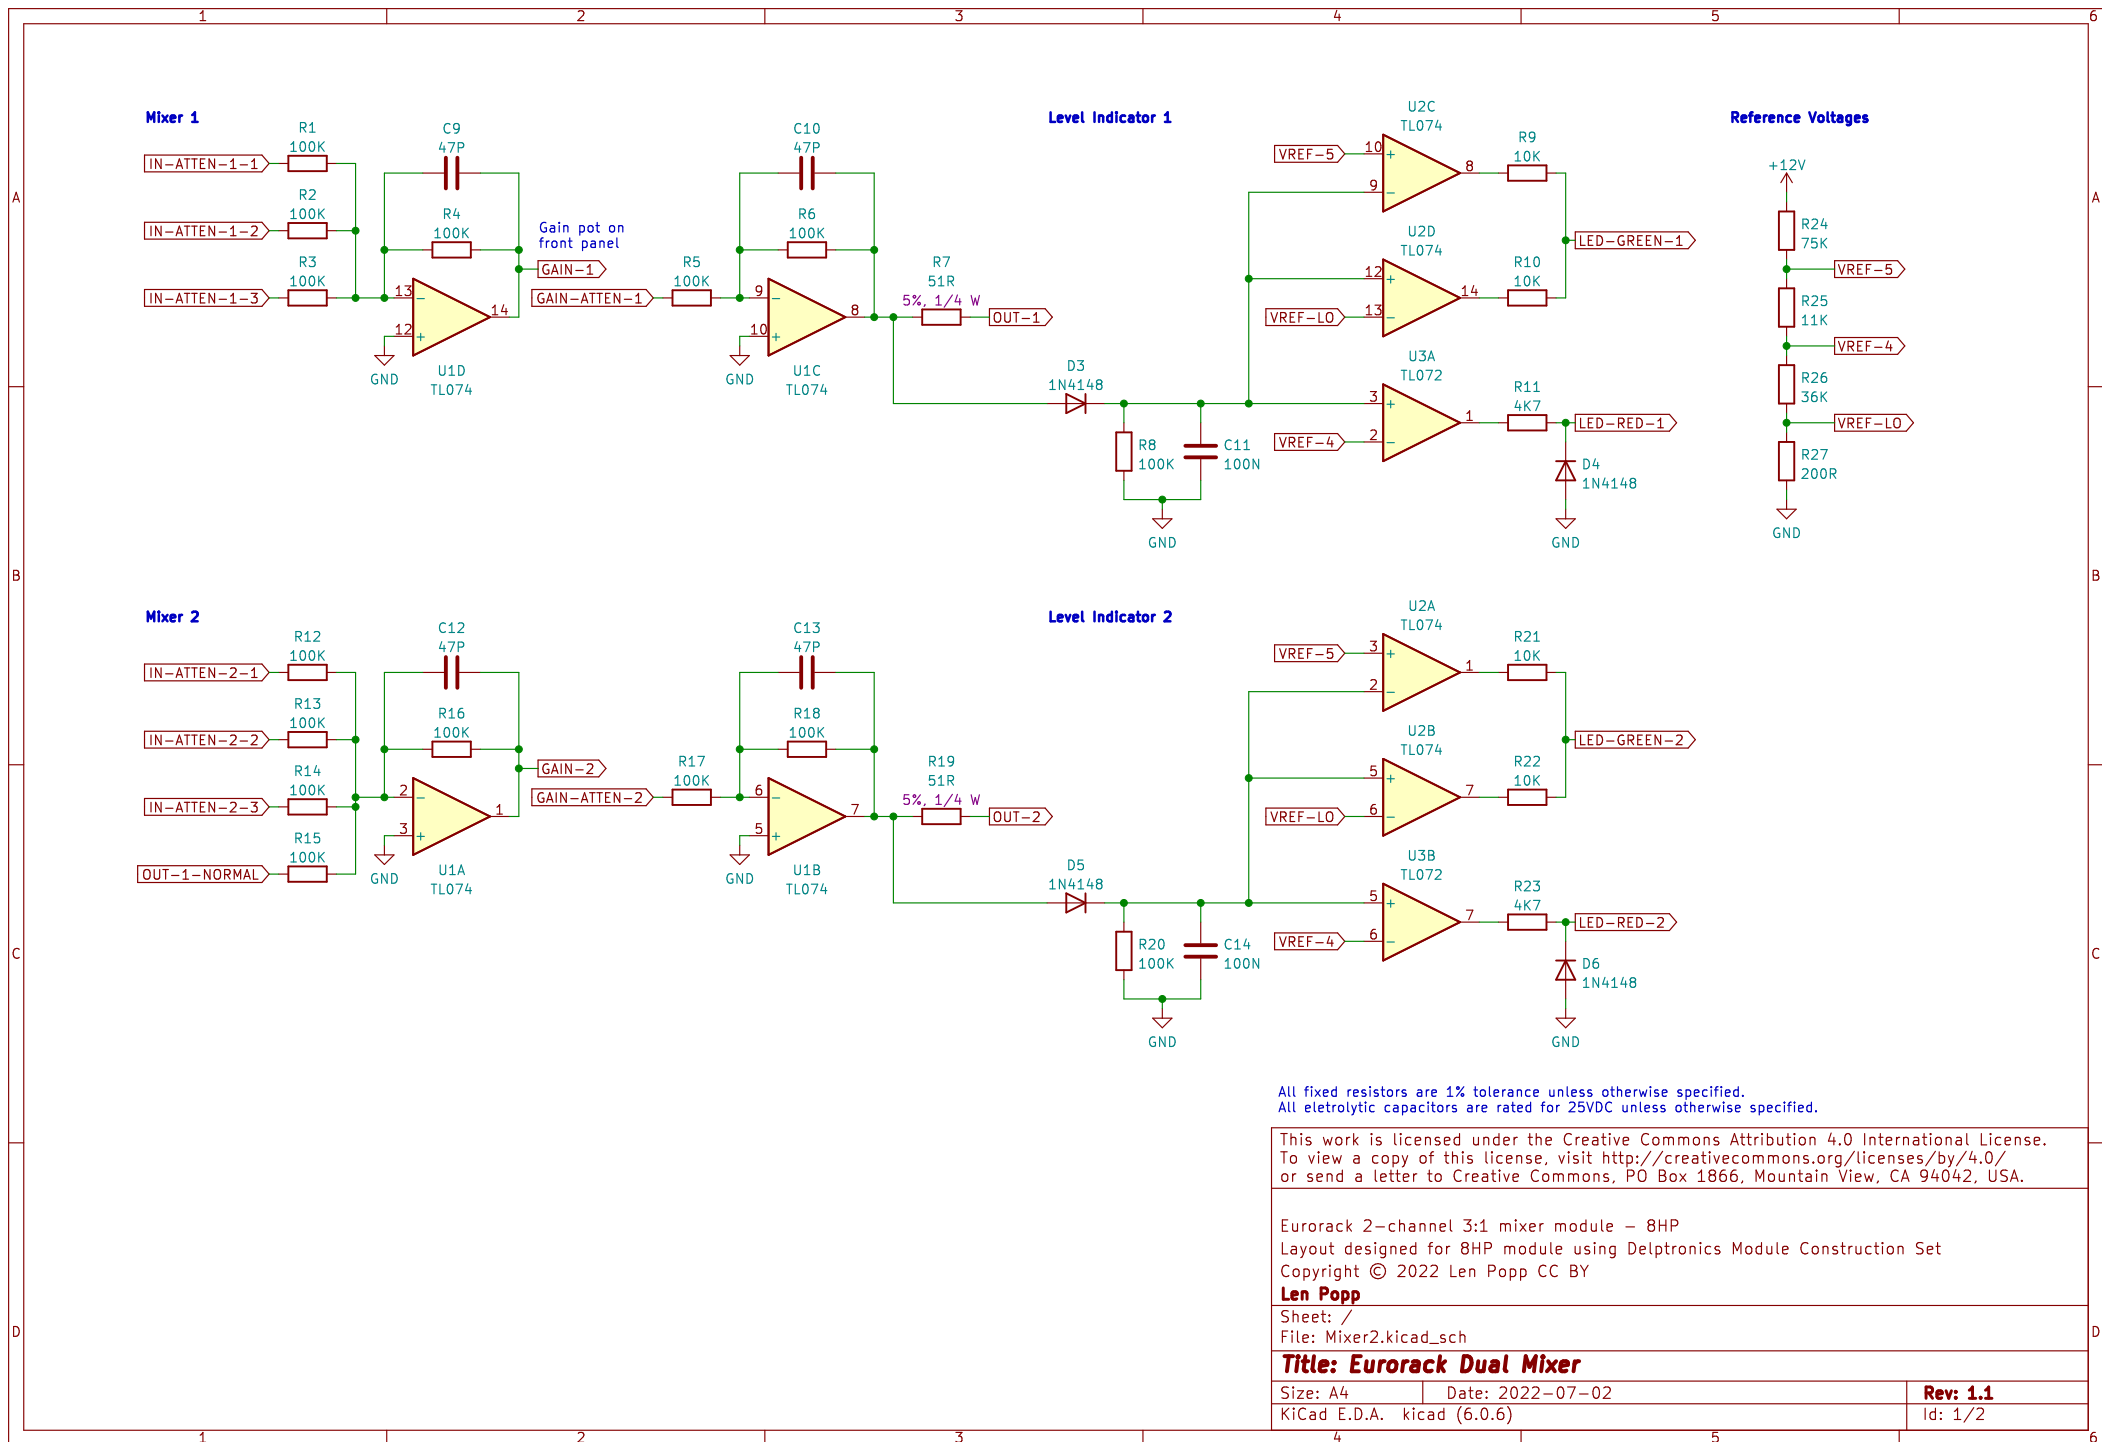 1 2 3 4 5 6
A
B
C
D
A
B
C
D
1 2 3 4 5 6
Mixer 1
R1
100K
IN-ATTEN-1-1
R2
100K
IN-ATTEN-1-2
R3
100K
IN-ATTEN-1-3
C9
47P
R4
100K
13
12
14
−
+
GND
U1D
TL074
Gain pot on
front panel
GAIN-1
GAIN-ATTEN-1
R5
100K
C10
47P
R6
100K
9
10
8
−
+
GND
U1C
TL074
R7
51R
5%, 1/4 W
OUT-1
Level Indicator 1
D3
1N4148
R8
100K
C11
100N
GND
U2C
TL074
VREF-5
10
9
8
+
−
R9
10K
U2D
TL074
12
13
14
+
−
VREF-LO
R10
10K
LED-GREEN-1
U3A
TL072
3
2
1
+
−
VREF-4
R11
4K7
LED-RED-1
D4
1N4148
GND
Reference Voltages
+12V
R24
75K
VREF-5
R25
11K
VREF-4
R26
36K
VREF-LO
R27
200R
GND
Mixer 2
R12
100K
IN-ATTEN-2-1
R13
100K
IN-ATTEN-2-2
R14
100K
IN-ATTEN-2-3
R15
100K
OUT-1-NORMAL
C12
47P
R16
100K
2
3
1
−
+
GND
U1A
TL074
GAIN-2
GAIN-ATTEN-2
R17
100K
C13
47P
R18
100K
6
5
7
−
+
GND
U1B
TL074
R19
51R
5%, 1/4 W
OUT-2
Level Indicator 2
D5
1N4148
R20
100K
C14
100N
GND
U2A
TL074
VREF-5
3
2
1
+
−
R21
10K
U2B
TL074
5
6
7
+
−
VREF-LO
R22
10K
LED-GREEN-2
U3B
TL072
5
6
7
+
−
VREF-4
R23
4K7
LED-RED-2
D6
1N4148
GND
All fixed resistors are 1% tolerance unless otherwise specified.
All eletrolytic capacitors are rated for 25VDC unless otherwise specified.
This work is licensed under the Creative Commons Attribution 4.0 International License.
To view a copy of this license, visit http://creativecommons.org/licenses/by/4.0/
or send a letter to Creative Commons, PO Box 1866, Mountain View, CA 94042, USA.
Eurorack 2-channel 3:1 mixer module - 8HP
Layout designed for 8HP module using Delptronics Module Construction Set
Copyright © 2022 Len Popp CC BY
Len Popp
Sheet: /
File: Mixer2.kicad_sch
Title: Eurorack Dual Mixer
Size: A4 Date: 2022-07-02 Rev: 1.1
KiCad E.D.A. kicad (6.0.6) Id: 1/2